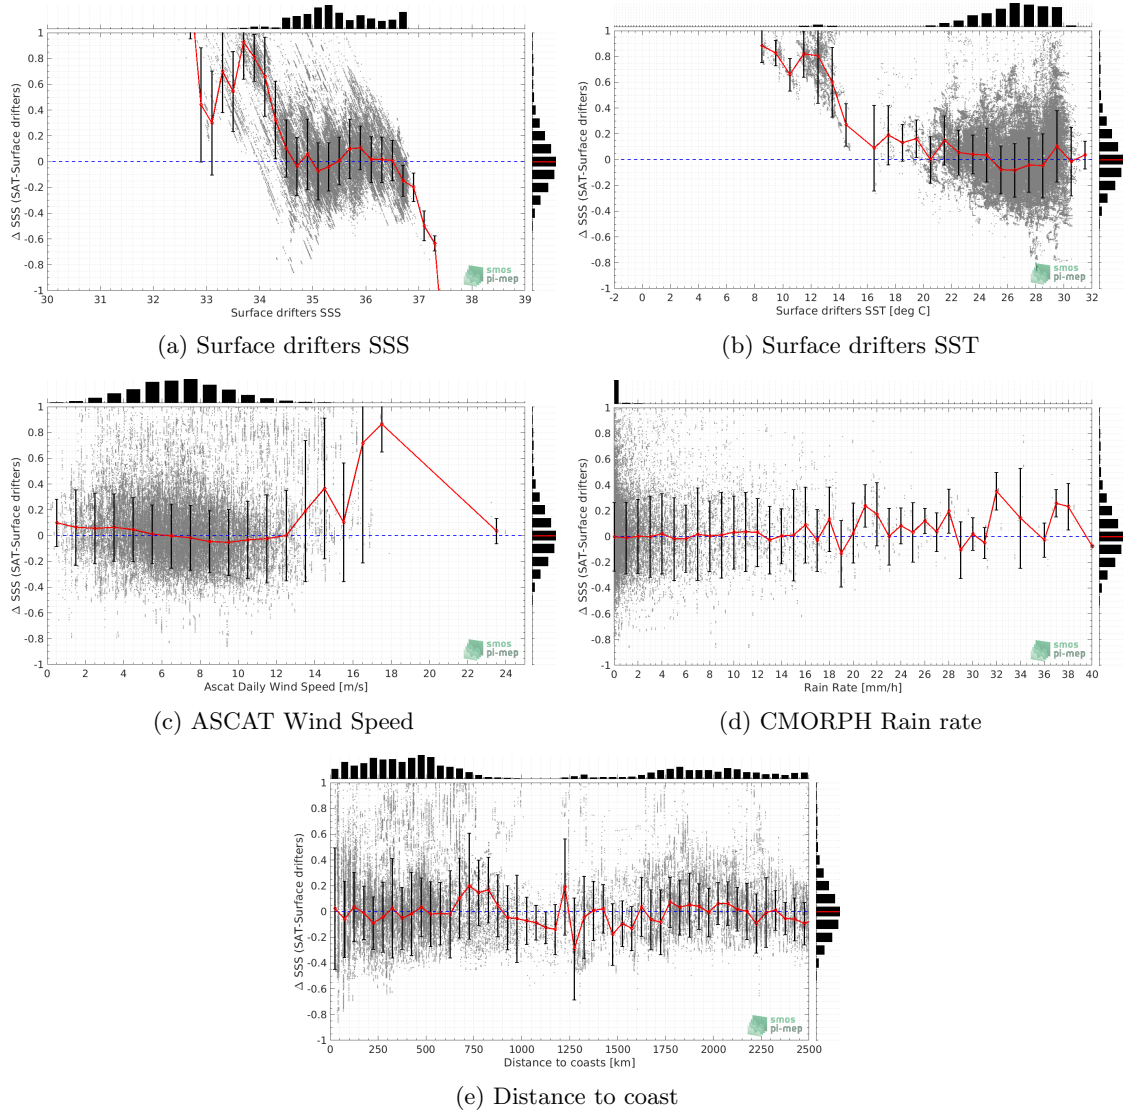 Δ SSS (SAT-Surface drifters)
1
0.8
0.6
0.4
0.2
0
-0.2
-0.4
-0.6
-0.8
-1
30 31 32 33 34 35 36 37 38 39
Surface drifters SSS
smos
pi-mep
(a) Surface drifters SSS
Δ SSS (SAT-Surface drifters)
1
0.8
0.6
0.4
0.2
0
-0.2
-0.4
-0.6
-0.8
-1
-2 0 2 4 6 8 10 12 14 16 18 20 22 24 26 28 30 32
Surface drifters SST [deg C]
smos
pi-mep
(b) Surface drifters SST
Δ SSS (SAT-Surface drifters)
1
0.8
0.6
0.4
0.2
0
-0.2
-0.4
-0.6
-0.8
-1
0 2 4 6 8 10 12 14 16 18 20 22 24
Ascat Daily Wind Speed [m/s]
smos
pi-mep
(c) ASCAT Wind Speed
Δ SSS (SAT-Surface drifters)
1
0.8
0.6
0.4
0.2
0
-0.2
-0.4
-0.6
-0.8
-1
0 2 4 6 8 10 12 14 16 18 20 22 24 26 28 30 32 34 36 38 40
Rain Rate [mm/h]
smos
pi-mep
(d) CMORPH Rain rate
Δ SSS (SAT-Surface drifters)
1
0.8
0.6
0.4
0.2
0
-0.2
-0.4
-0.6
-0.8
-1
0 250 500 750 1000 1250 1500 1750 2000 2250 2500
Distance to coasts [km]
smos
pi-mep
(e) Distance to coast